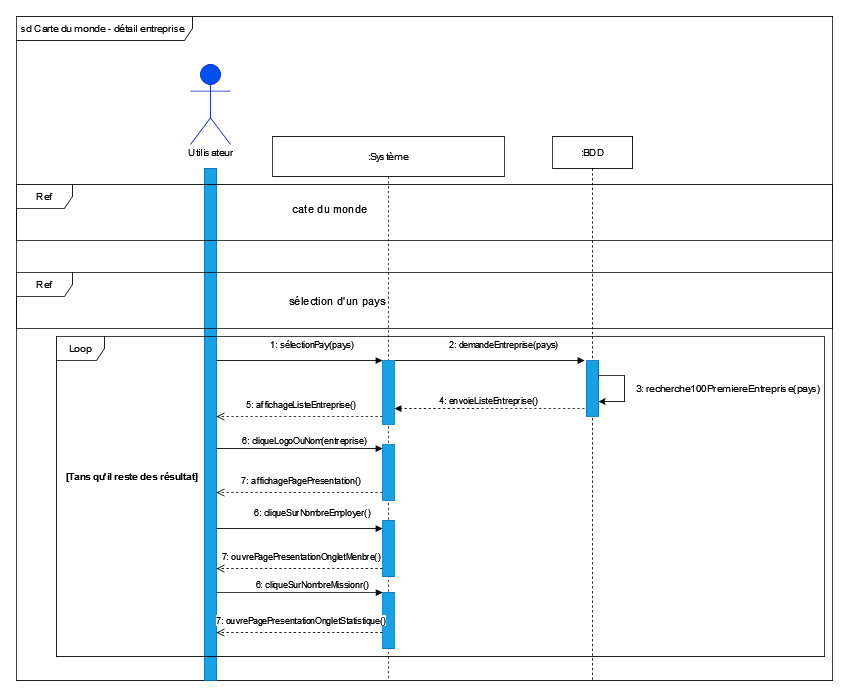 sd Carte du monde - détail entreprise
Utilisateur
:Système
:BDD
Ref
cate du monde
Ref
sélection d'un pays
Loop
1: sélectionPay(pays)
2: demandeEntreprise(pays)
3: recherche100PremiereEntreprise(pays)
4: envoieListeEntreprise()
5: affichageListeEntreprise()
6: cliqueLogoOuNom(entreprise)
[Tans qu'il reste des résultat]
7: affichagePagePresentation()
6: cliqueSurNombreEmployer()
7: ouvrePagePresentationOngletMenbre()
6: cliqueSurNombreMissionr()
7: ouvrePagePresentationOngletStatistique()